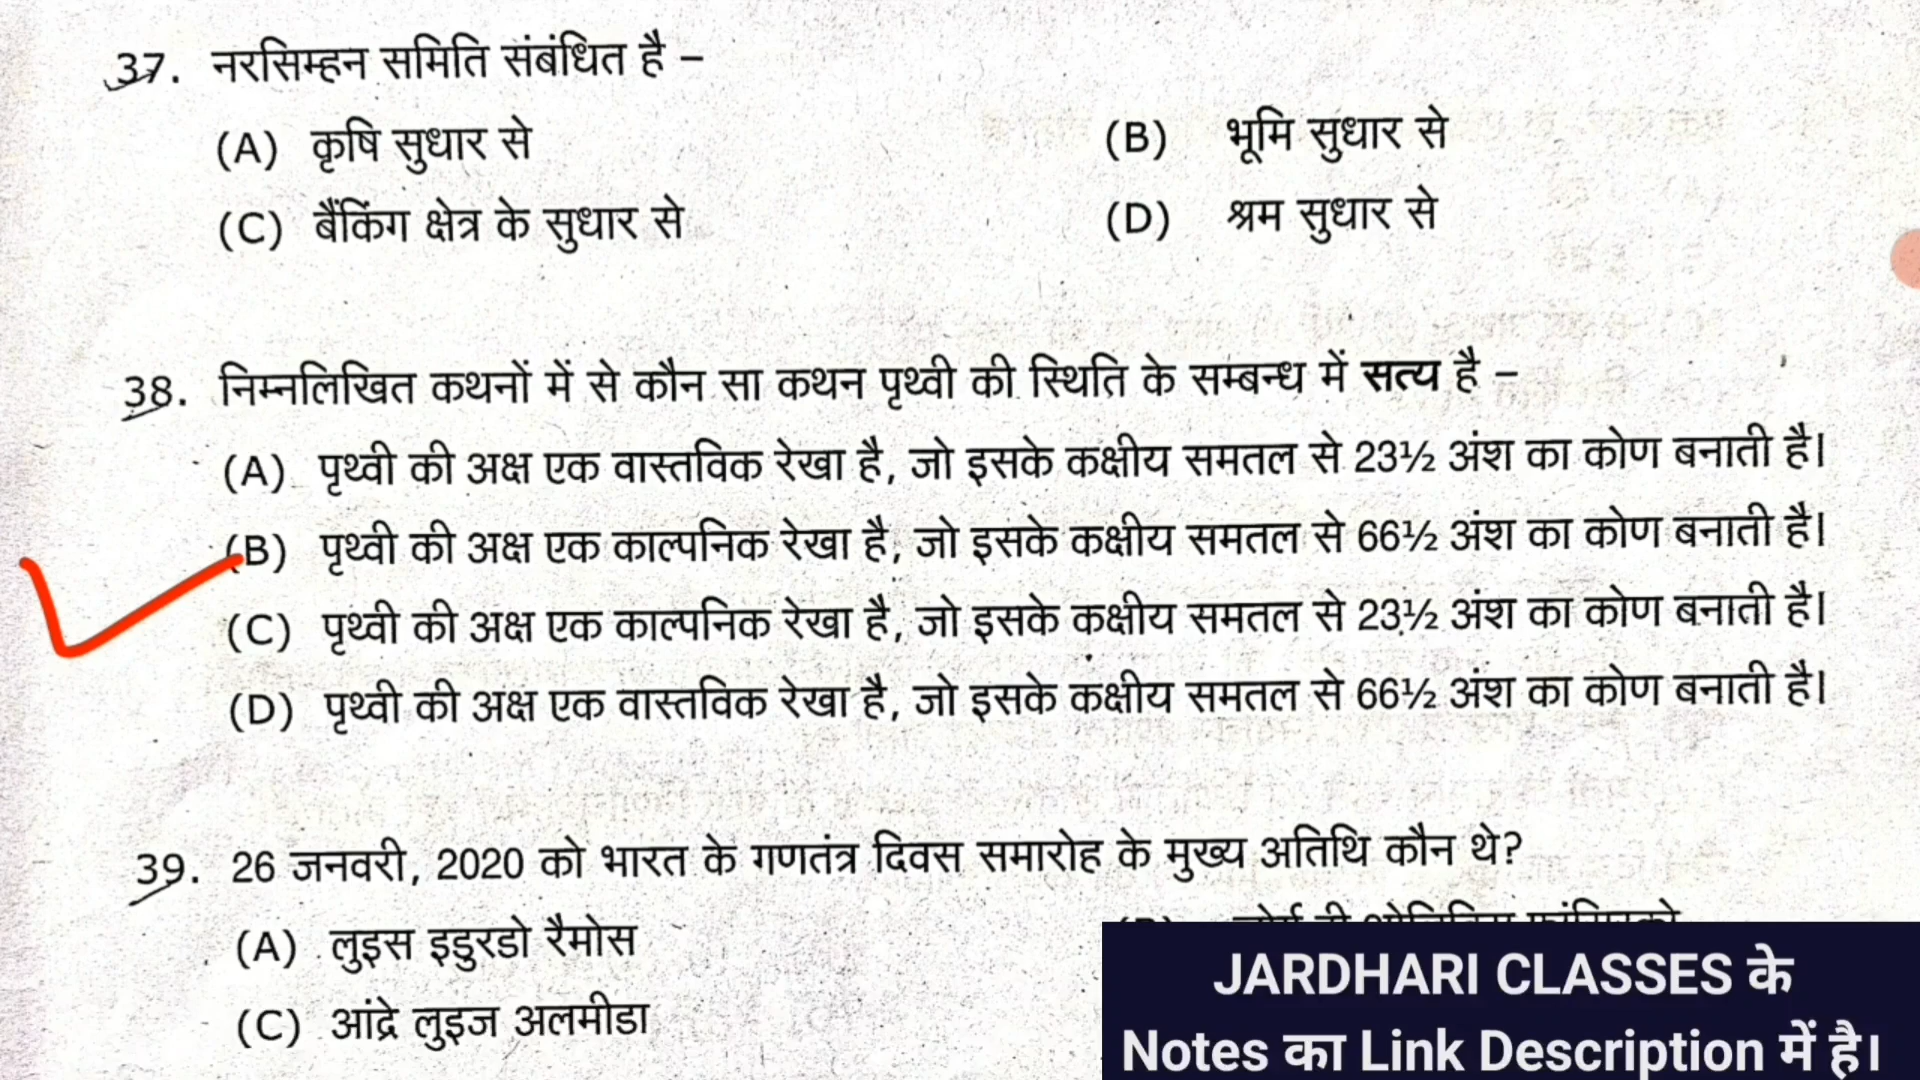 37. नरसिम्हन समिति संबंधित है –
(A) कृषि सुधार से (B) भूमि सुधार से
(C) बैंकिंग क्षेत्र के सुधार से (D) श्रम सुधार से
38. निम्नलिखित कथनों में से कौन सा कथन पृथ्वी की स्थिति के सम्बन्ध में सत्य है –
(A) पृथ्वी की अक्ष एक वास्तविक रेखा है, जो इसके कक्षीय समतल से 23½ अंश का कोण बनाती है।
(B) पृथ्वी की अक्ष एक काल्पनिक रेखा है, जो इसके कक्षीय समतल से 66½ अंश का कोण बनाती है।
(C) पृथ्वी की अक्ष एक काल्पनिक रेखा है, जो इसके कक्षीय समतल से 23½ अंश का कोण बनाती है।
(D) पृथ्वी की अक्ष एक वास्तविक रेखा है, जो इसके कक्षीय समतल से 66½ अंश का कोण बनाती है।
39. 26 जनवरी, 2020 को भारत के गणतंत्र दिवस समारोह के मुख्य अतिथि कौन थे?
(A) लुइस इडुरडो रैमोस
(C) आंद्रे लुइज अलमीडा
JARDHARI CLASSES के
Notes का Link Description में है।